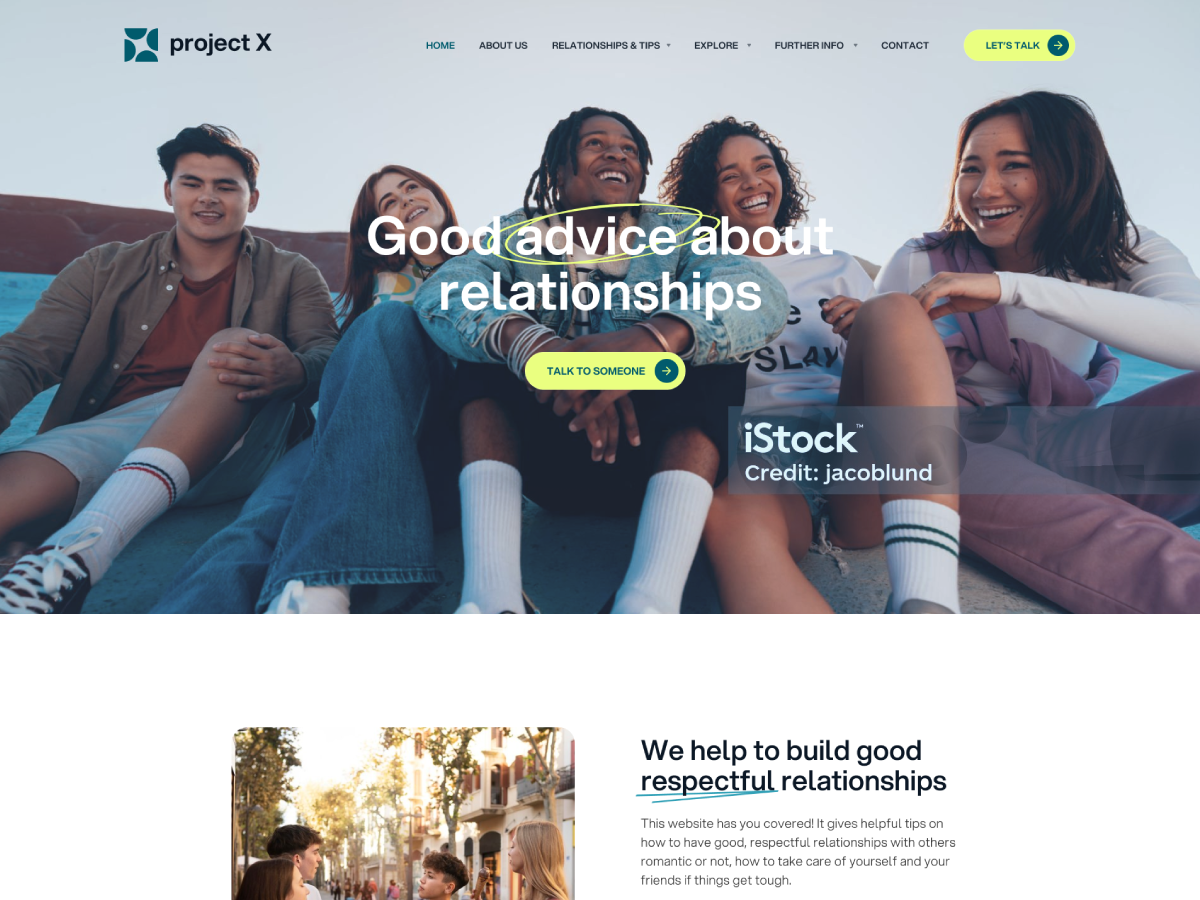 project X
HOME
ABOUT US
RELATIONSHIPS & TIPS
EXPLORE
FURTHER INFO
CONTACT
LET'S TALK
Good advice about
relationships
TALK TO SOMEONE
e
SLAY
iStock™
Credit: jacoblund
We help to build good
respectful relationships
This website has you covered! It gives helpful tips on
how to have good, respectful relationships with others
romantic or not, how to take care of yourself and your
friends if things get tough.